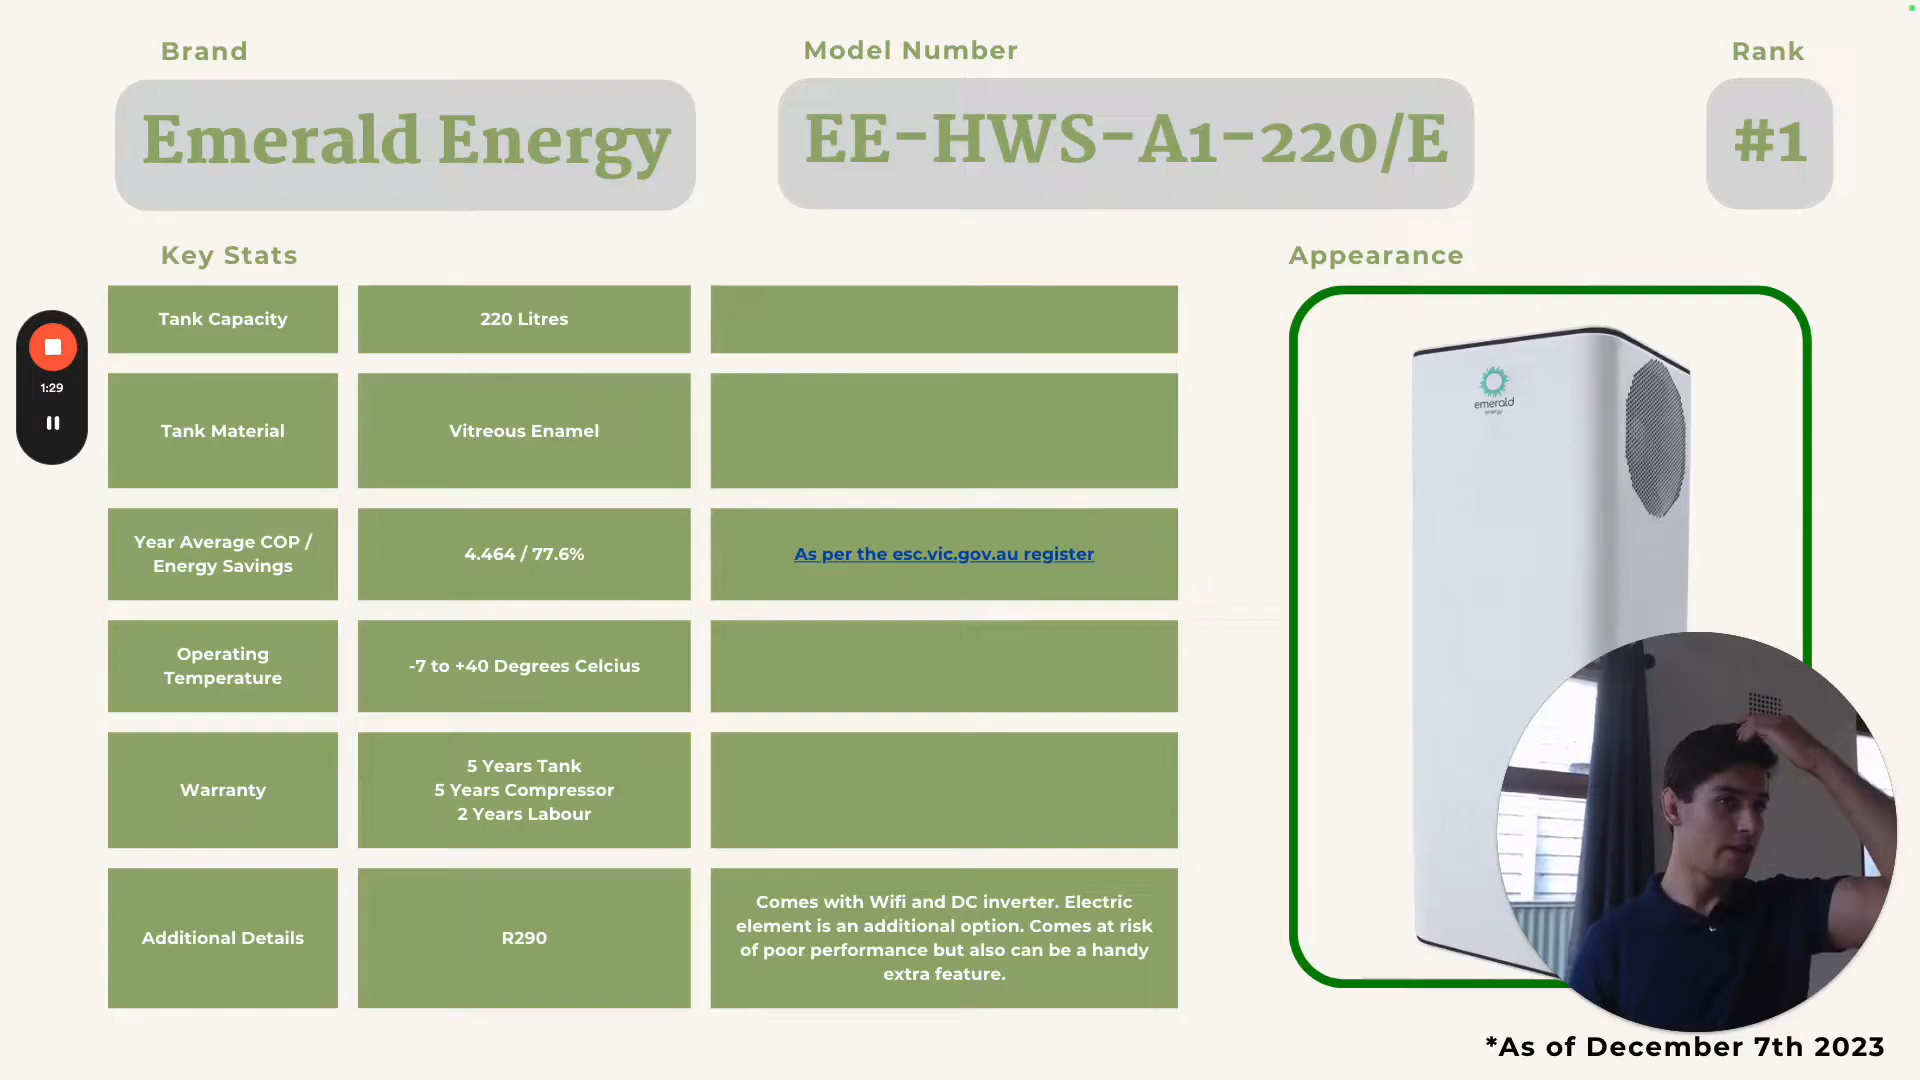 Brand
Model Number
Rank
Emerald Energy
EE-HWS-A1-220/E
#1
Key Stats
Appearance
Tank Capacity
220 Litres
Tank Material
Vitreous Enamel
Year Average COP /
Energy Savings
4.464 / 77.6%
As per the esc.vic.gov.au register
Operating
Temperature
-7 to +40 Degrees Celcius
Warranty
5 Years Tank
5 Years Compressor
2 Years Labour
Additional Details
R290
Comes with Wifi and DC inverter. Electric
element is an additional option. Comes at risk
of poor performance but also can be a handy
extra feature.
emerald
energy
1:29
*As of December 7th 2023